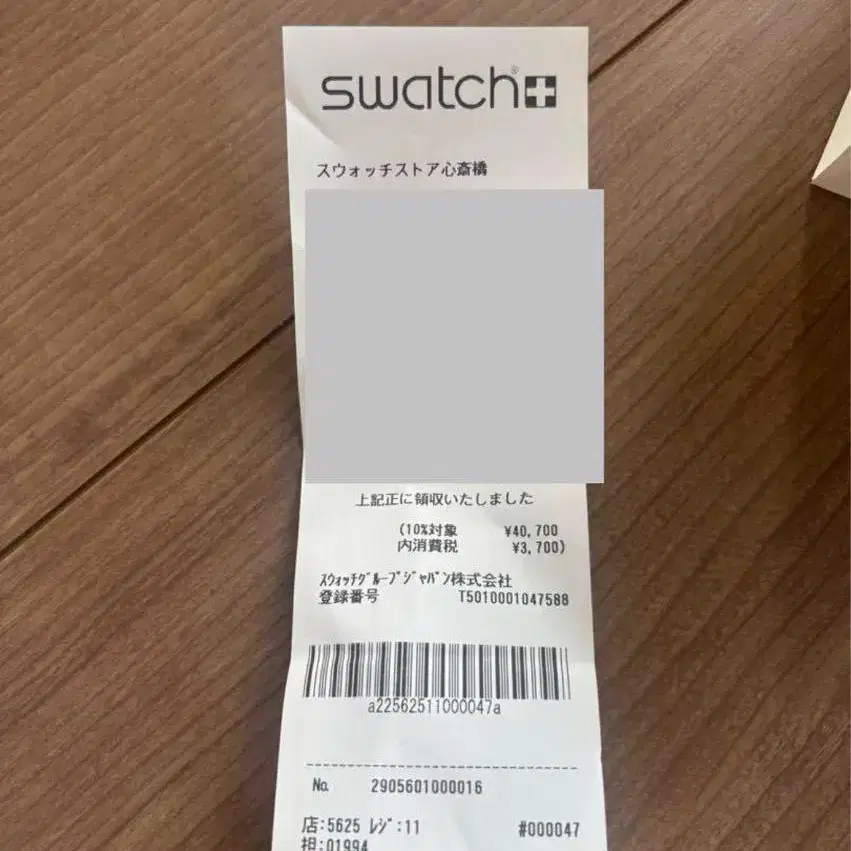 swatch®
スウォッチストア心斎橋
上記正に領収いたしました
(10%対象 ¥40,700
内消費税 ¥3,700)
ｽｳｫｯﾁｸﾞﾙｰﾌﾟｼﾞｬﾊﾟﾝ株式会社
登録番号 T5010001047588
a22562511000047a
No. 2905601000016
店:5625 ﾚｼﾞ:11 #000047
担:01994